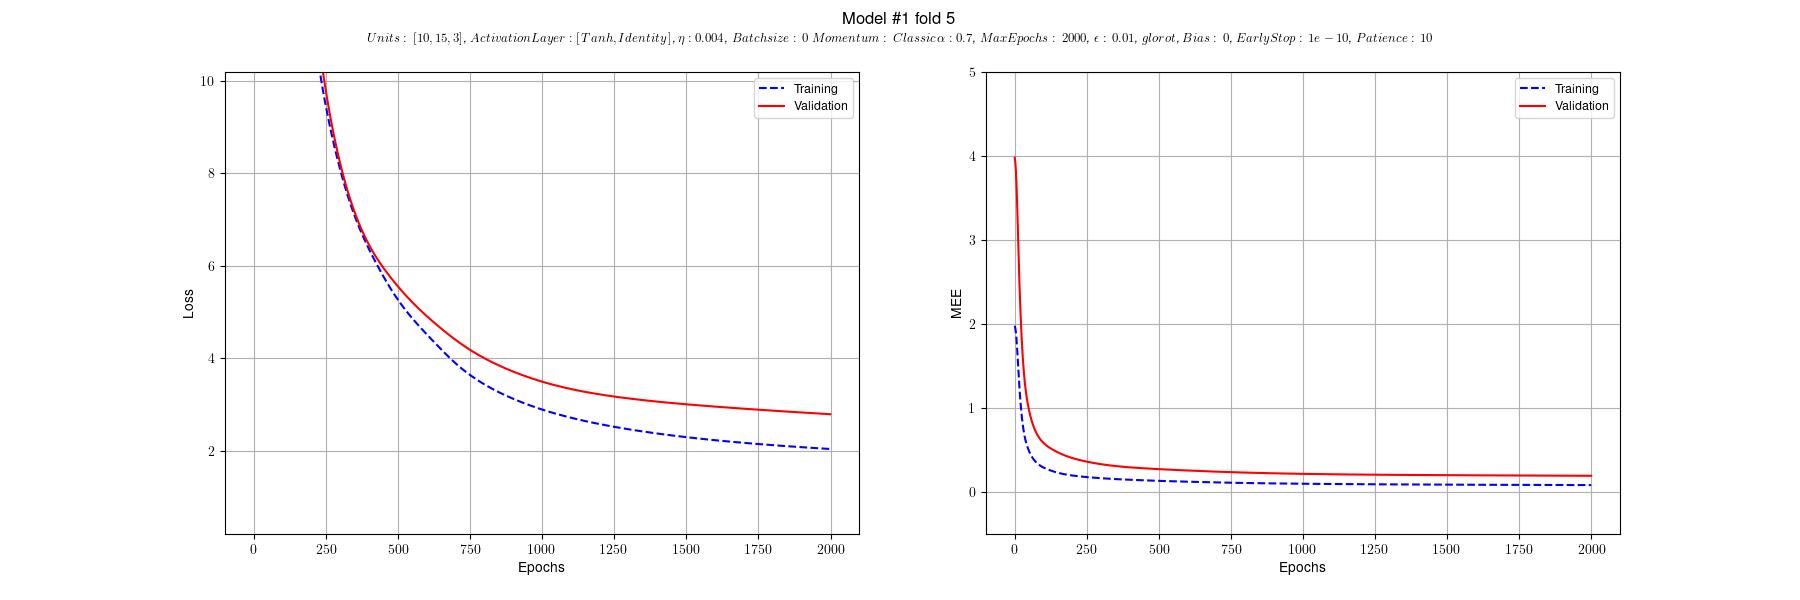 Model #1 fold 5
Units : [10, 15, 3], ActivationLayer : [Tanh, Identity], η : 0.004, Batchsize : 0 Momentum : Classicα : 0.7, MaxEpochs : 2000, ϵ : 0.01, glorot, Bias : 0, EarlyStop : 1e − 10, Patience : 10
Loss
10
8
6
4
2
Training
Validation
0 250 500 750 1000 1250 1500 1750 2000
Epochs
MEE
5
4
3
2
1
0
Training
Validation
0 250 500 750 1000 1250 1500 1750 2000
Epochs